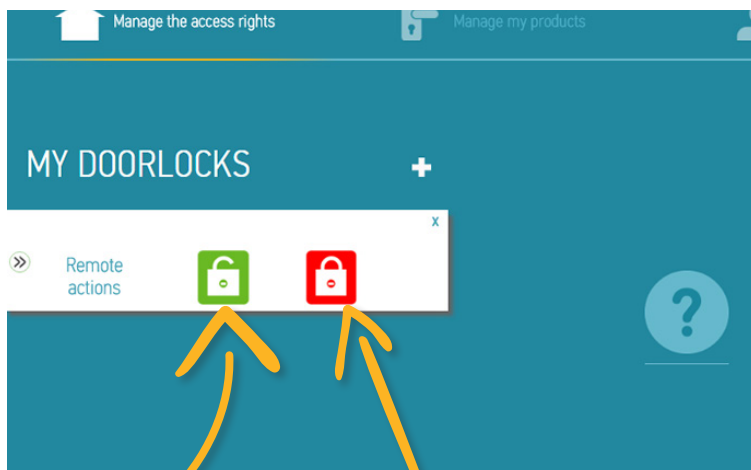 Manage the access rights
Manage my products
MY DOORLOCKS
+
x
Remote
actions
?